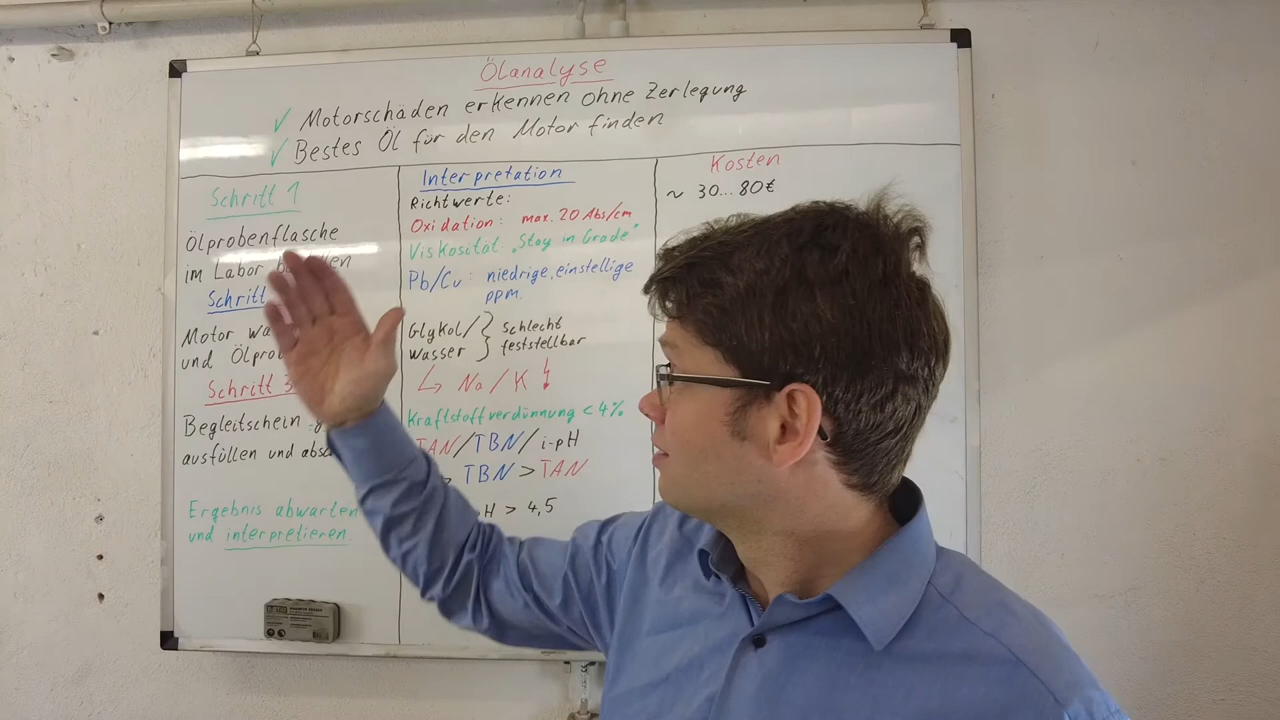 Ölanalyse
✓ Motorschäden erkennen ohne Zerlegung
✓ Bestes Öl für den Motor finden
Schritt 1
Ölprobenflasche
im Labor
Schritt
Motor
und
Schritt
Begleitschein
ausfüllen und
Ergebnis abwarten
und interpretieren.
Interpretation
Richtwerte:
Oxidation: max. 20 Abs/cm
Viskosität: "Stay in Grade"
Pb/Cu: niedrige, einstellige
ppm.
Glykol/ } schlecht
Wasser } feststellbar
↳ Na/K
Kraftstoffverdünnung < 4%
TAN/TBN/i-pH
TBN > TAN
H > 4,5
Kosten
~ 30...80€